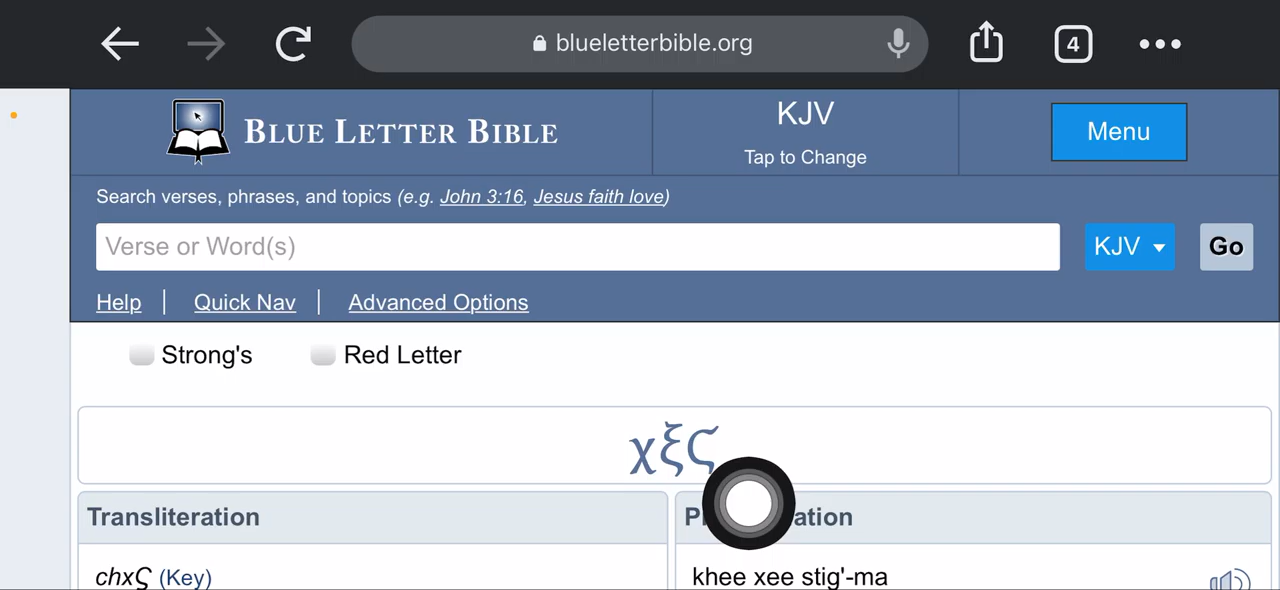 blueletterbible.org
4
BLUE LETTER BIBLE
KJV
Tap to Change
Menu
Search verses, phrases, and topics (e.g. John 3:16, Jesus faith love)
Verse or Word(s)
KJV
Go
Help
Quick Nav
Advanced Options
Strong's
Red Letter
χξϛ
Transliteration
chxϚ (Key)
khee xee stig'-ma